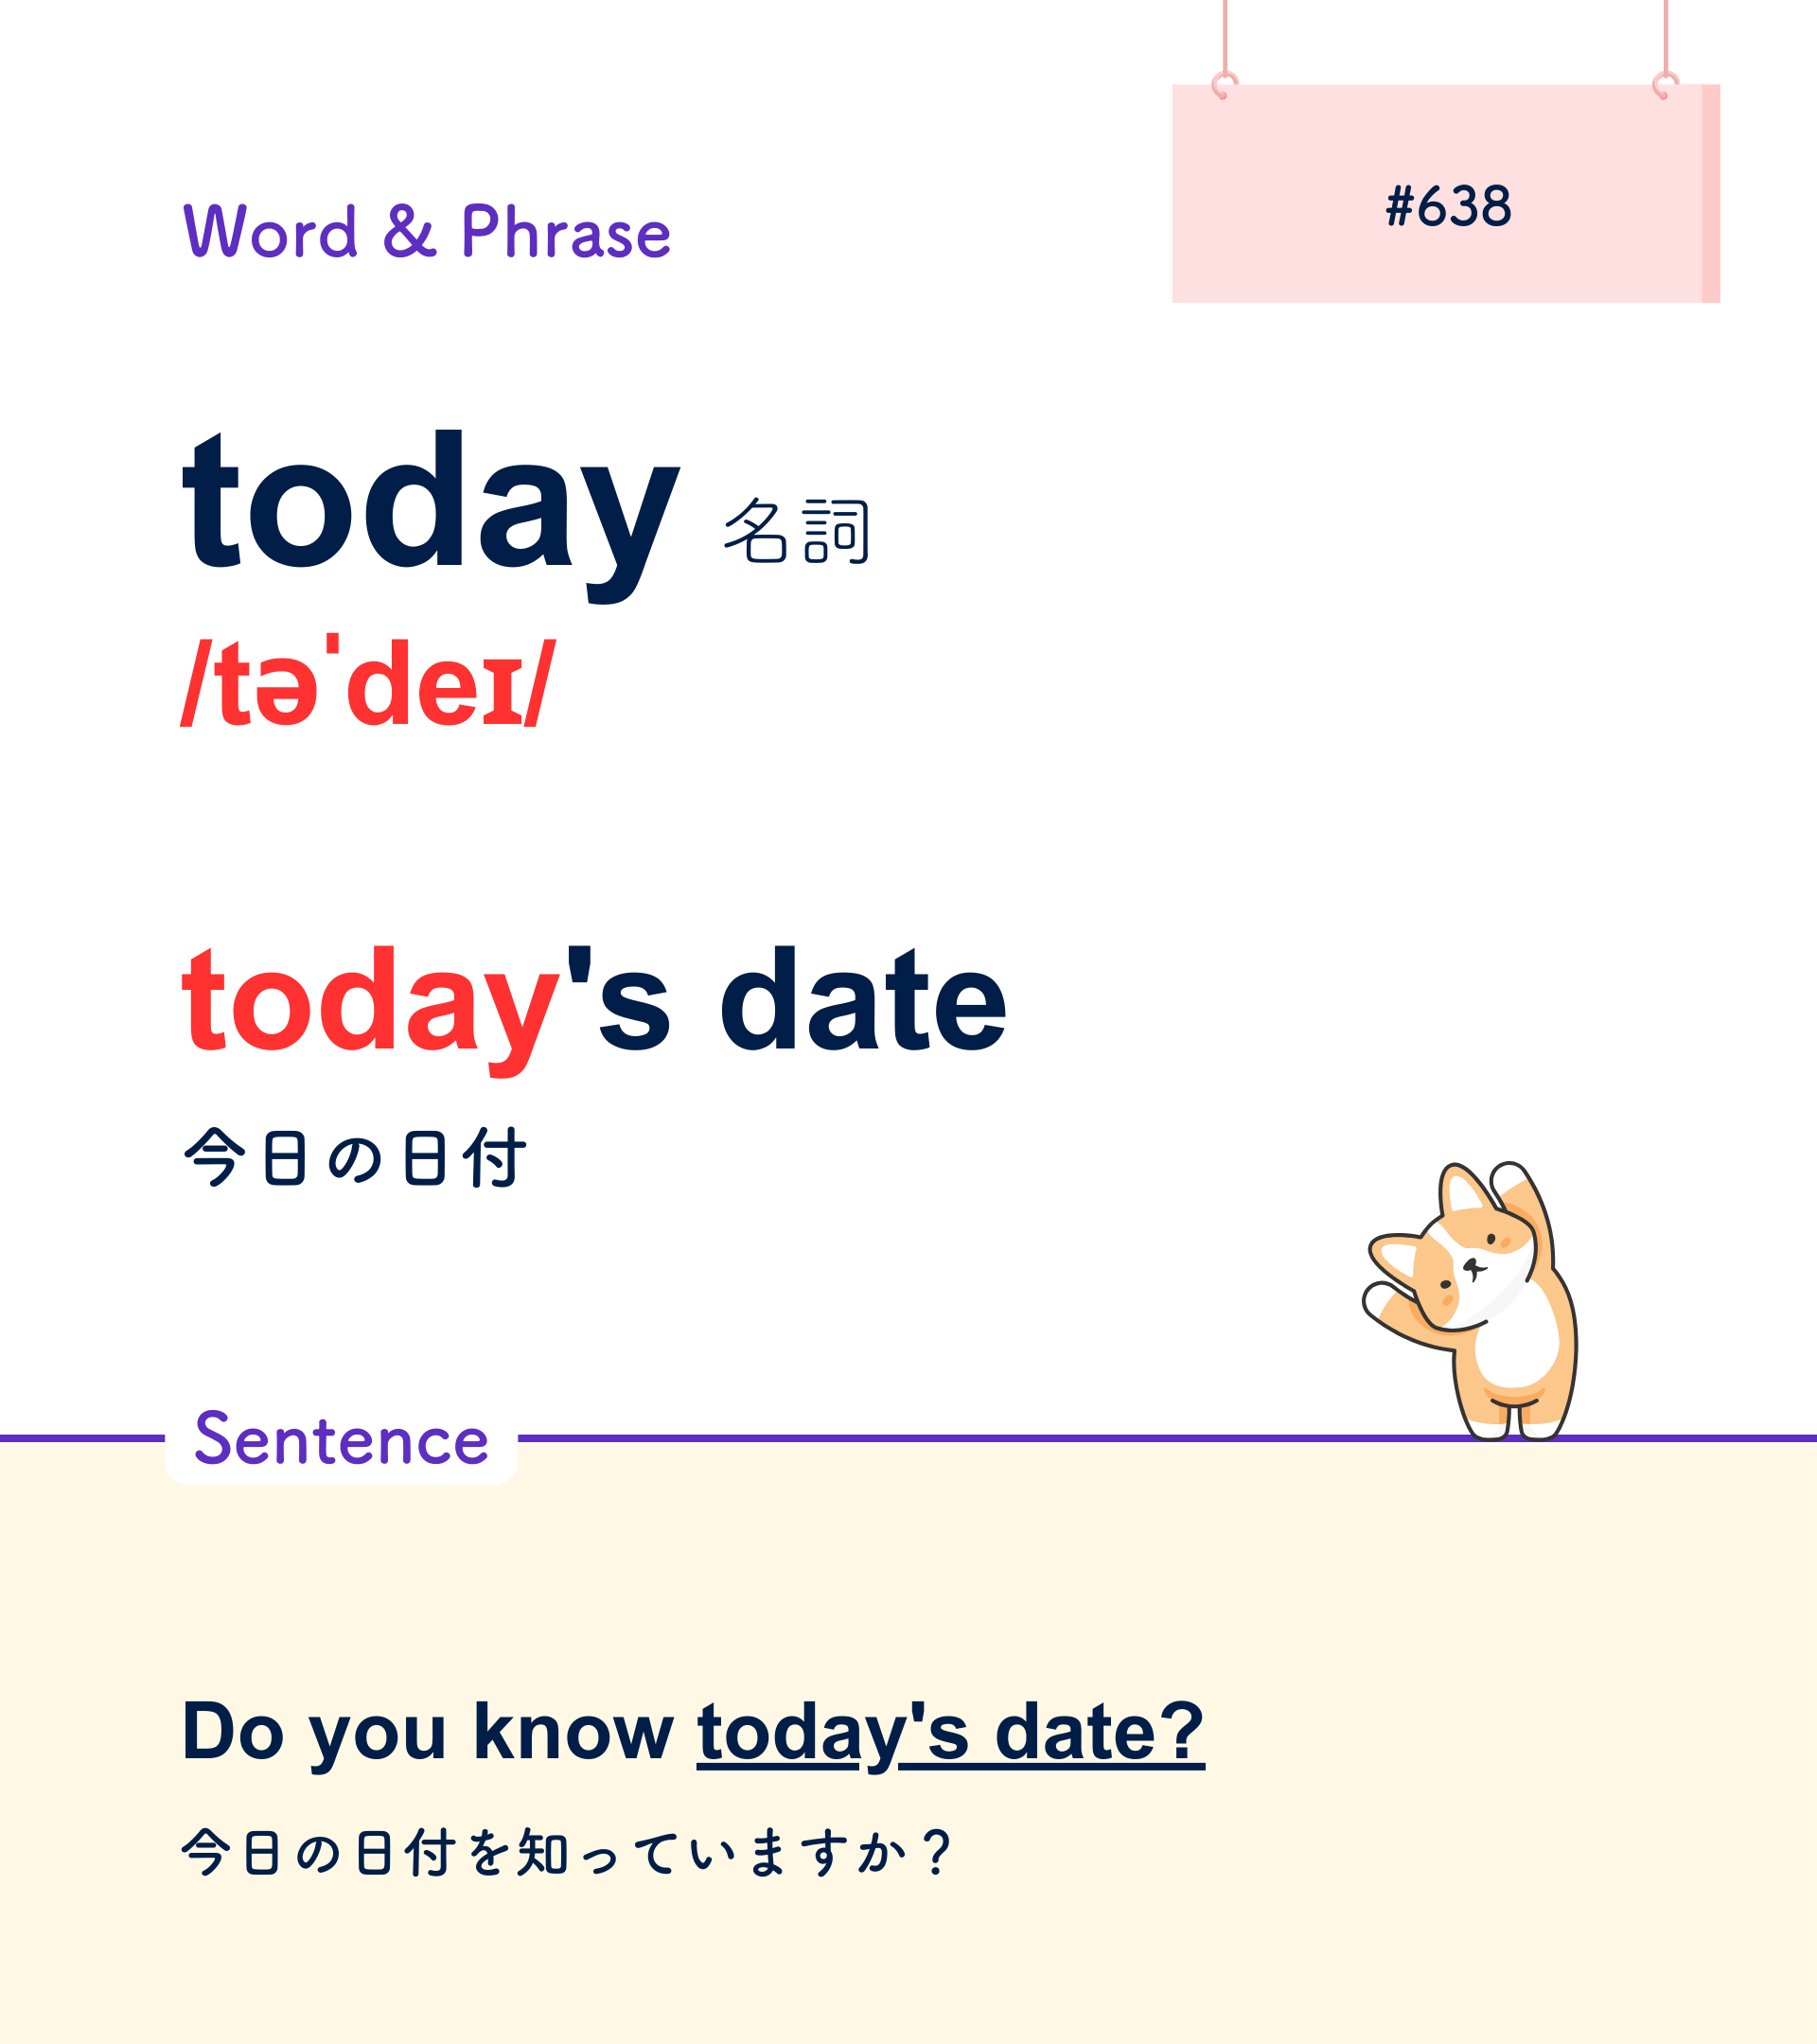 #638
Word & Phrase
today 名詞
/təˈdeɪ/
today's date
今日の日付
Sentence
Do you know today's date?
今日の日付を知っていますか？